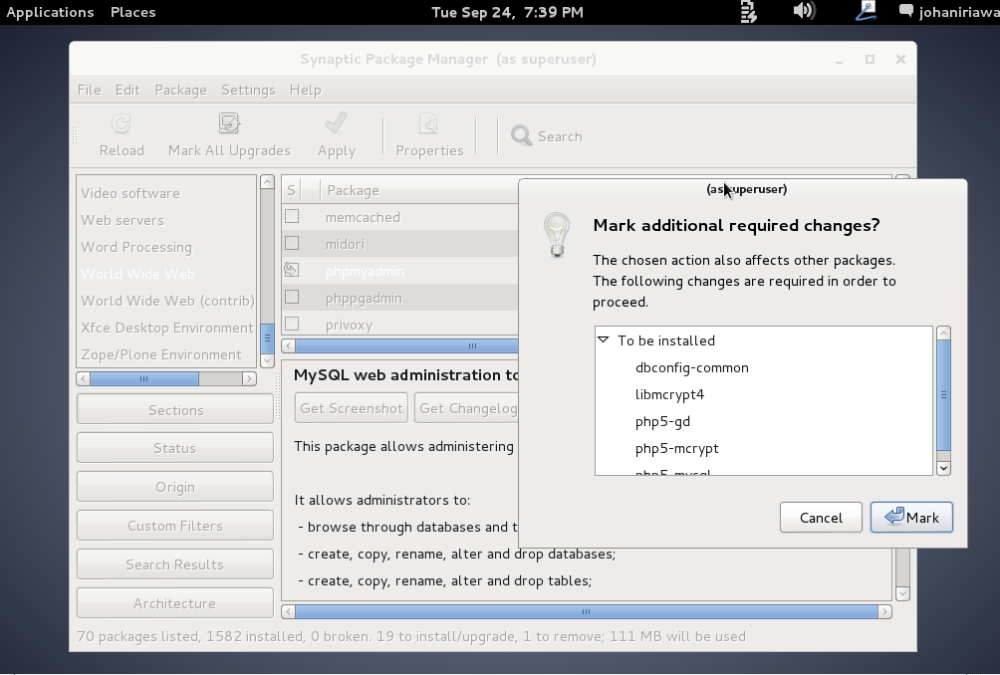 Applications Places Tue Sep 24, 7:39 PM johaniriawa
Synaptic Package Manager (as superuser)
File Edit Package Settings Help
Reload Mark All Upgrades Apply Properties Search
Video software
Web servers
Word Processing
World Wide Web
World Wide Web (contrib)
Xfce Desktop Environment
Zope/Plone Environment
Sections
Status
Origin
Custom Filters
Search Results
Architecture
S Package
memcached
midori
phpmyadmin
phppgadmin
privoxy
MySQL web administration to
Get Screenshot Get Changelog
This package allows administering
It allows administrators to:
- browse through databases and t
- create, copy, rename, alter and drop databases;
- create, copy, rename, alter and drop tables;
70 packages listed, 1582 installed, 0 broken. 19 to install/upgrade, 1 to remove; 111 MB will be used
(as superuser)
Mark additional required changes?
The chosen action also affects other packages.
The following changes are required in order to
proceed.
To be installed
dbconfig-common
libmcrypt4
php5-gd
php5-mcrypt
php5-mysql
Cancel Mark